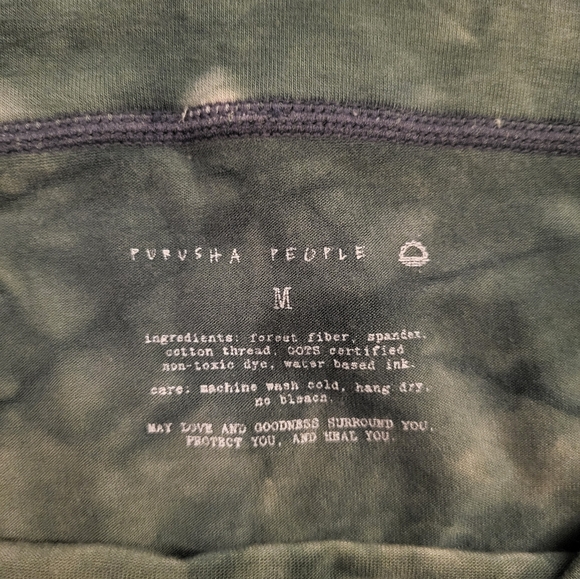 PURUSHA PEOPLE
M
ingredients: forest fiber, spandex,
cotton thread, GOTS certified
non-toxic dye, water based ink.
care: machine wash cold, hang dry,
no bleach.
MAY LOVE AND GOODNESS SURROUND YOU,
PROTECT YOU, AND HEAL YOU.